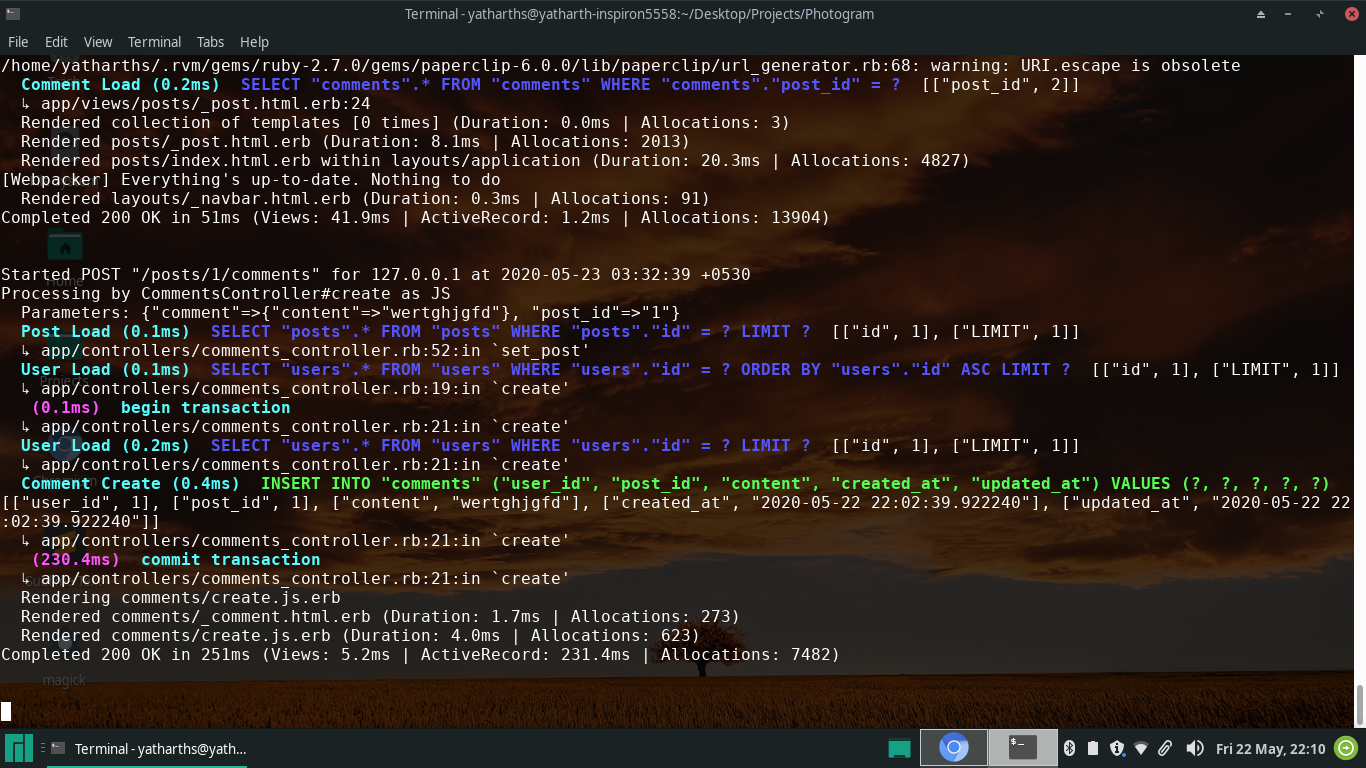 Terminal - yatharths@yatharth-inspiron5558:~/Desktop/Projects/Photogram
File Edit View Terminal Tabs Help
/home/yatharths/.rvm/gems/ruby-2.7.0/gems/paperclip-6.0.0/lib/paperclip/url_generator.rb:68: warning: URI.escape is obsolete
  Comment Load (0.2ms)  SELECT "comments".* FROM "comments" WHERE "comments"."post_id" = ?  [["post_id", 2]]
  ↳ app/views/posts/_post.html.erb:24
  Rendered collection of templates [0 times] (Duration: 0.0ms | Allocations: 3)
  Rendered posts/_post.html.erb (Duration: 8.1ms | Allocations: 2013)
  Rendered posts/index.html.erb within layouts/application (Duration: 20.3ms | Allocations: 4827)
[Webpacker] Everything's up-to-date. Nothing to do
  Rendered layouts/_navbar.html.erb (Duration: 0.3ms | Allocations: 91)
Completed 200 OK in 51ms (Views: 41.9ms | ActiveRecord: 1.2ms | Allocations: 13904)
Home
Started POST "/posts/1/comments" for 127.0.0.1 at 2020-05-23 03:32:39 +0530
Processing by CommentsController#create as JS
  Parameters: {"comment"=>{"content"=>"wertghjgfd"}, "post_id"=>"1"}
  Post Load (0.1ms)  SELECT "posts".* FROM "posts" WHERE "posts"."id" = ? LIMIT ?  [["id", 1], ["LIMIT", 1]]
  ↳ app/controllers/comments_controller.rb:52:in `set_post'
  User Load (0.1ms)  SELECT "users".* FROM "users" WHERE "users"."id" = ? ORDER BY "users"."id" ASC LIMIT ?  [["id", 1], ["LIMIT", 1]]
Projects
  ↳ app/controllers/comments_controller.rb:19:in `create'
   (0.1ms)  begin transaction
  ↳ app/controllers/comments_controller.rb:21:in `create'
  User Load (0.2ms)  SELECT "users".* FROM "users" WHERE "users"."id" = ? LIMIT ?  [["id", 1], ["LIMIT", 1]]
  ↳ app/controllers/comments_controller.rb:21:in `create'
  Comment Create (0.4ms)  INSERT INTO "comments" ("user_id", "post_id", "content", "created_at", "updated_at") VALUES (?, ?, ?, ?, ?)
[["user_id", 1], ["post_id", 1], ["content", "wertghjgfd"], ["created_at", "2020-05-22 22:02:39.922240"], ["updated_at", "2020-05-22 22
:02:39.922240"]]
  ↳ app/controllers/comments_controller.rb:21:in `create'
   (230.4ms)  commit transaction
  ↳ app/controllers/comments_controller.rb:21:in `create'
  Rendering comments/create.js.erb
  Rendered comments/_comment.html.erb (Duration: 1.7ms | Allocations: 273)
  Rendered comments/create.js.erb (Duration: 4.0ms | Allocations: 623)
Completed 200 OK in 251ms (Views: 5.2ms | ActiveRecord: 231.4ms | Allocations: 7482)
magick
Terminal - yatharths@yath... Fri 22 May, 22:10